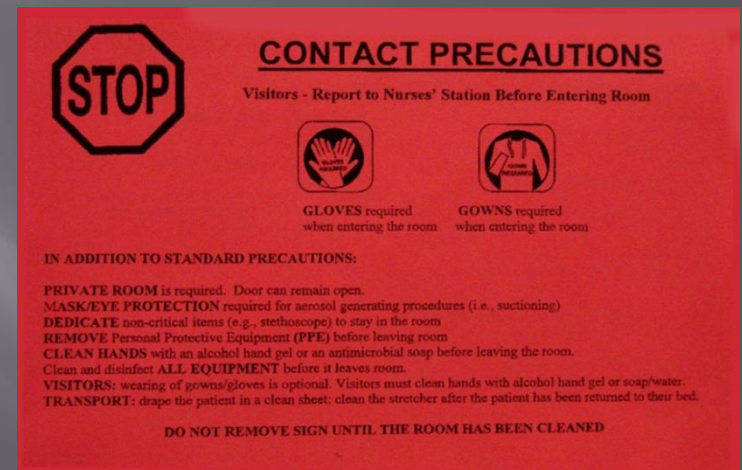 STOP
CONTACT PRECAUTIONS
Visitors - Report to Nurses' Station Before Entering Room
GLOVES REQUIRED
GOWNS REQUIRED
GLOVES required
when entering the room
GOWNS required
when entering the room
IN ADDITION TO STANDARD PRECAUTIONS:
PRIVATE ROOM is required. Door can remain open.
MASK/EYE PROTECTION required for aerosol generating procedures (i.e., suctioning)
DEDICATE non-critical items (e.g., stethoscope) to stay in the room
REMOVE Personal Protective Equipment (PPE) before leaving room
CLEAN HANDS with an alcohol hand gel or an antimicrobial soap before leaving the room.
Clean and disinfect ALL EQUIPMENT before it leaves room.
VISITORS: wearing of gowns/gloves is optional. Visitors must clean hands with alcohol hand gel or soap/water.
TRANSPORT: drape the patient in a clean sheet; clean the stretcher after the patient has been returned to their bed.
DO NOT REMOVE SIGN UNTIL THE ROOM HAS BEEN CLEANED